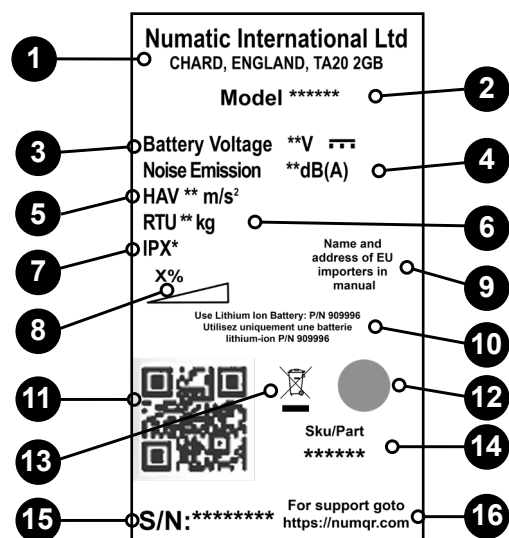 Numatic International Ltd
CHARD, ENGLAND, TA20 2GB
1
Model ******
2
3
Battery Voltage **V
Noise Emission **dB(A)
4
5
HAV ** m/s²
RTU ** kg
6
7
IPX*
Name and
address of EU
importers in
manual
9
X%
8
Use Lithium Ion Battery: P/N 909996
Utilisez uniquement une batterie
lithium-ion P/N 909996
10
11
12
13
Sku/Part
******
14
15
S/N:********
For support goto
https://numqr.com
16